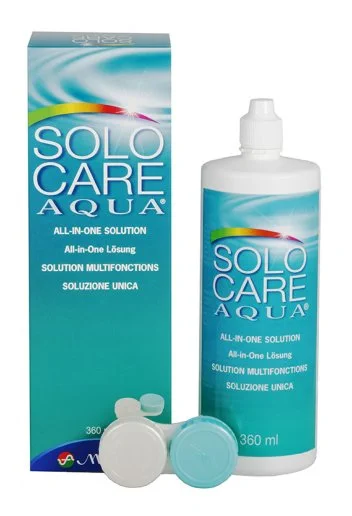 SOLO
CARE
AQUA®
ALL-IN-ONE SOLUTION
All-in-One Lösung
SOLUTION MULTIFONCTIONS
SOLUZIONE UNICA
360
SOLO
CARE
AQUA®
ALL-IN-ONE SOLUTION
All-in-One Lösung
SOLUTION MULTIFONCTIONS
SOLUZIONE UNICA
360 ml